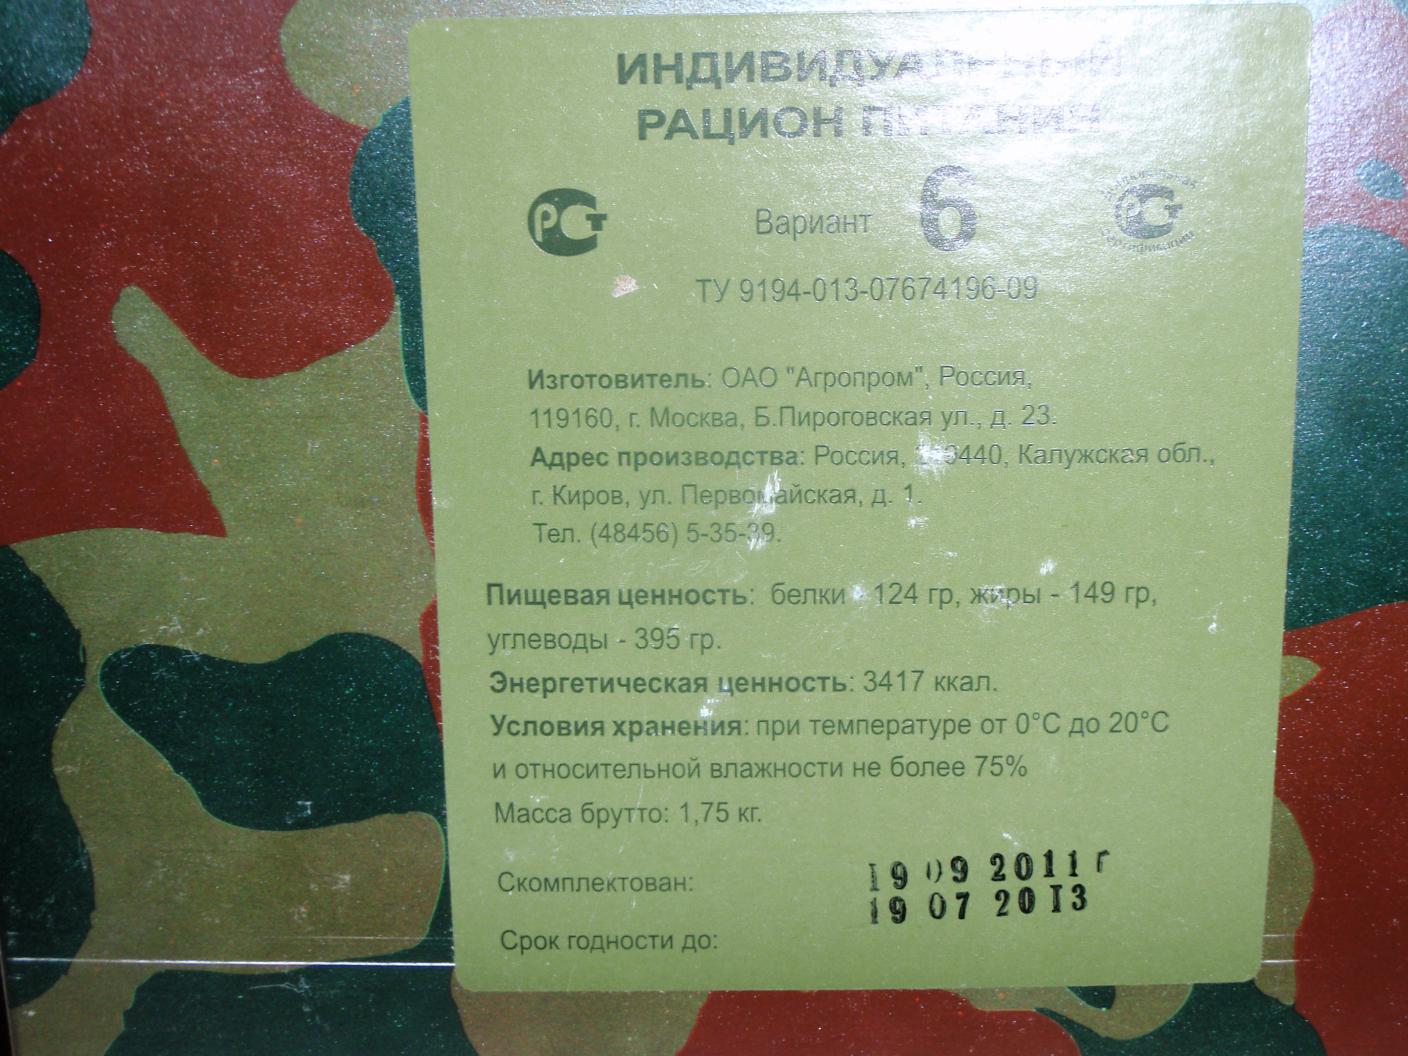 ИНДИВИДУАЛЬНЫЙ
РАЦИОН ПИТАНИЯ
РСТ
Вариант 6
РСТ
сертификации
ТУ 9194-013-07674196-09
Изготовитель: ОАО "Агропром", Россия,
119160, г. Москва, Б.Пироговская ул., д. 23.
Адрес производства: Россия, Калужская обл.,
г. Киров, ул. Первомайская, д. 1.
Тел. (48456) 5-35-39.
Пищевая ценность: белки - 124 гр, жиры - 149 гр,
углеводы - 395 гр.
Энергетическая ценность: 3417 ккал.
Условия хранения: при температуре от 0°С до 20°С
и относительной влажности не более 75%
Масса брутто: 1,75 кг.
Скомплектован: 19 09 2011 г
19 07 2013
Срок годности до: